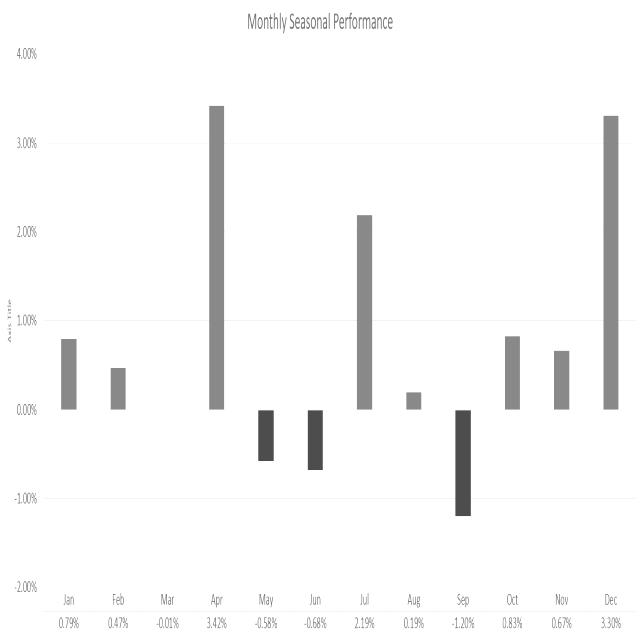 Monthly Seasonal Performance
4.00%
3.00%
2.00%
1.00%
0.00%
-1.00%
-2.00%
Axis Title
Jan Feb Mar Apr May Jun Jul Aug Sep Oct Nov Dec
0.79% 0.47% -0.01% 3.42% -0.58% -0.68% 2.19% 0.19% -1.20% 0.83% 0.67% 3.30%